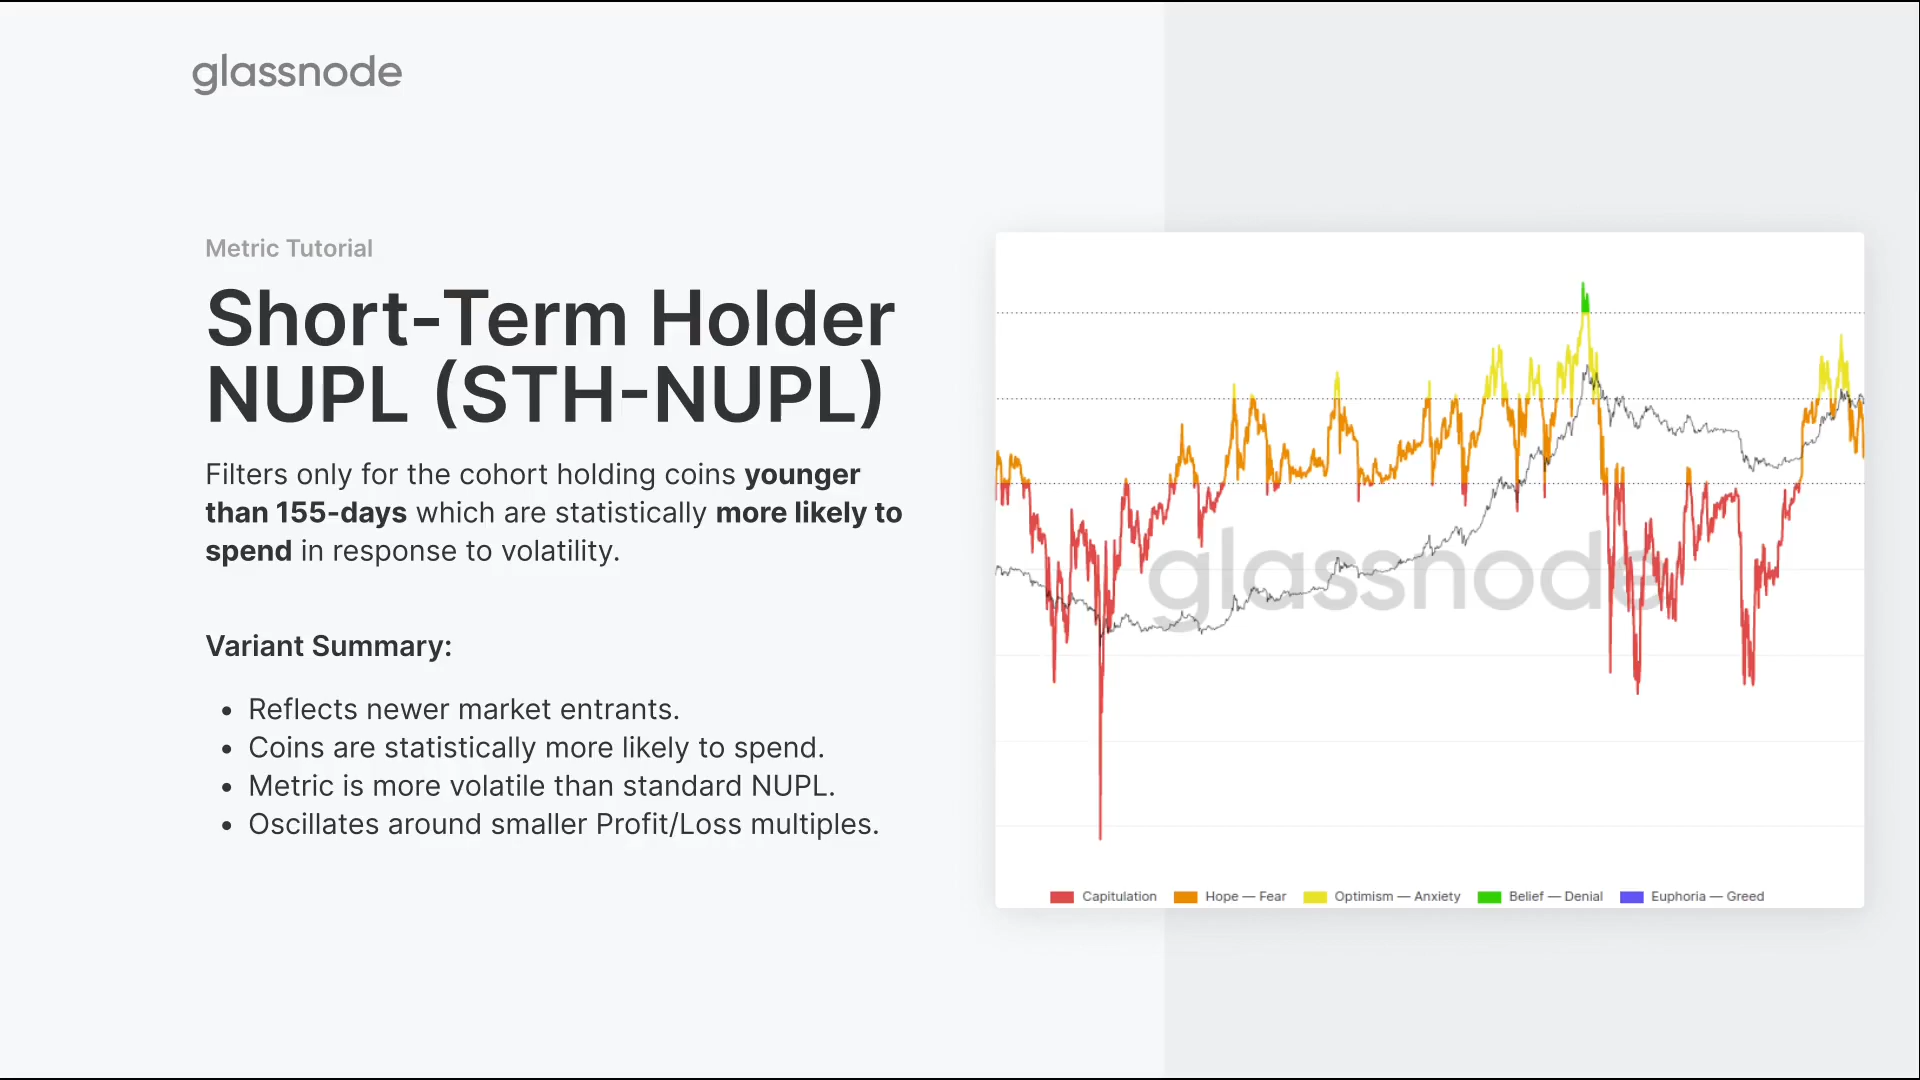 glassnode
Metric Tutorial
Short-Term Holder
NUPL (STH-NUPL)
Filters only for the cohort holding coins younger
than 155-days which are statistically more likely to
spend in response to volatility.
Variant Summary:
• Reflects newer market entrants.
• Coins are statistically more likely to spend.
• Metric is more volatile than standard NUPL.
• Oscillates around smaller Profit/Loss multiples.
glassnode
Capitulation Hope — Fear Optimism — Anxiety Belief — Denial Euphoria — Greed